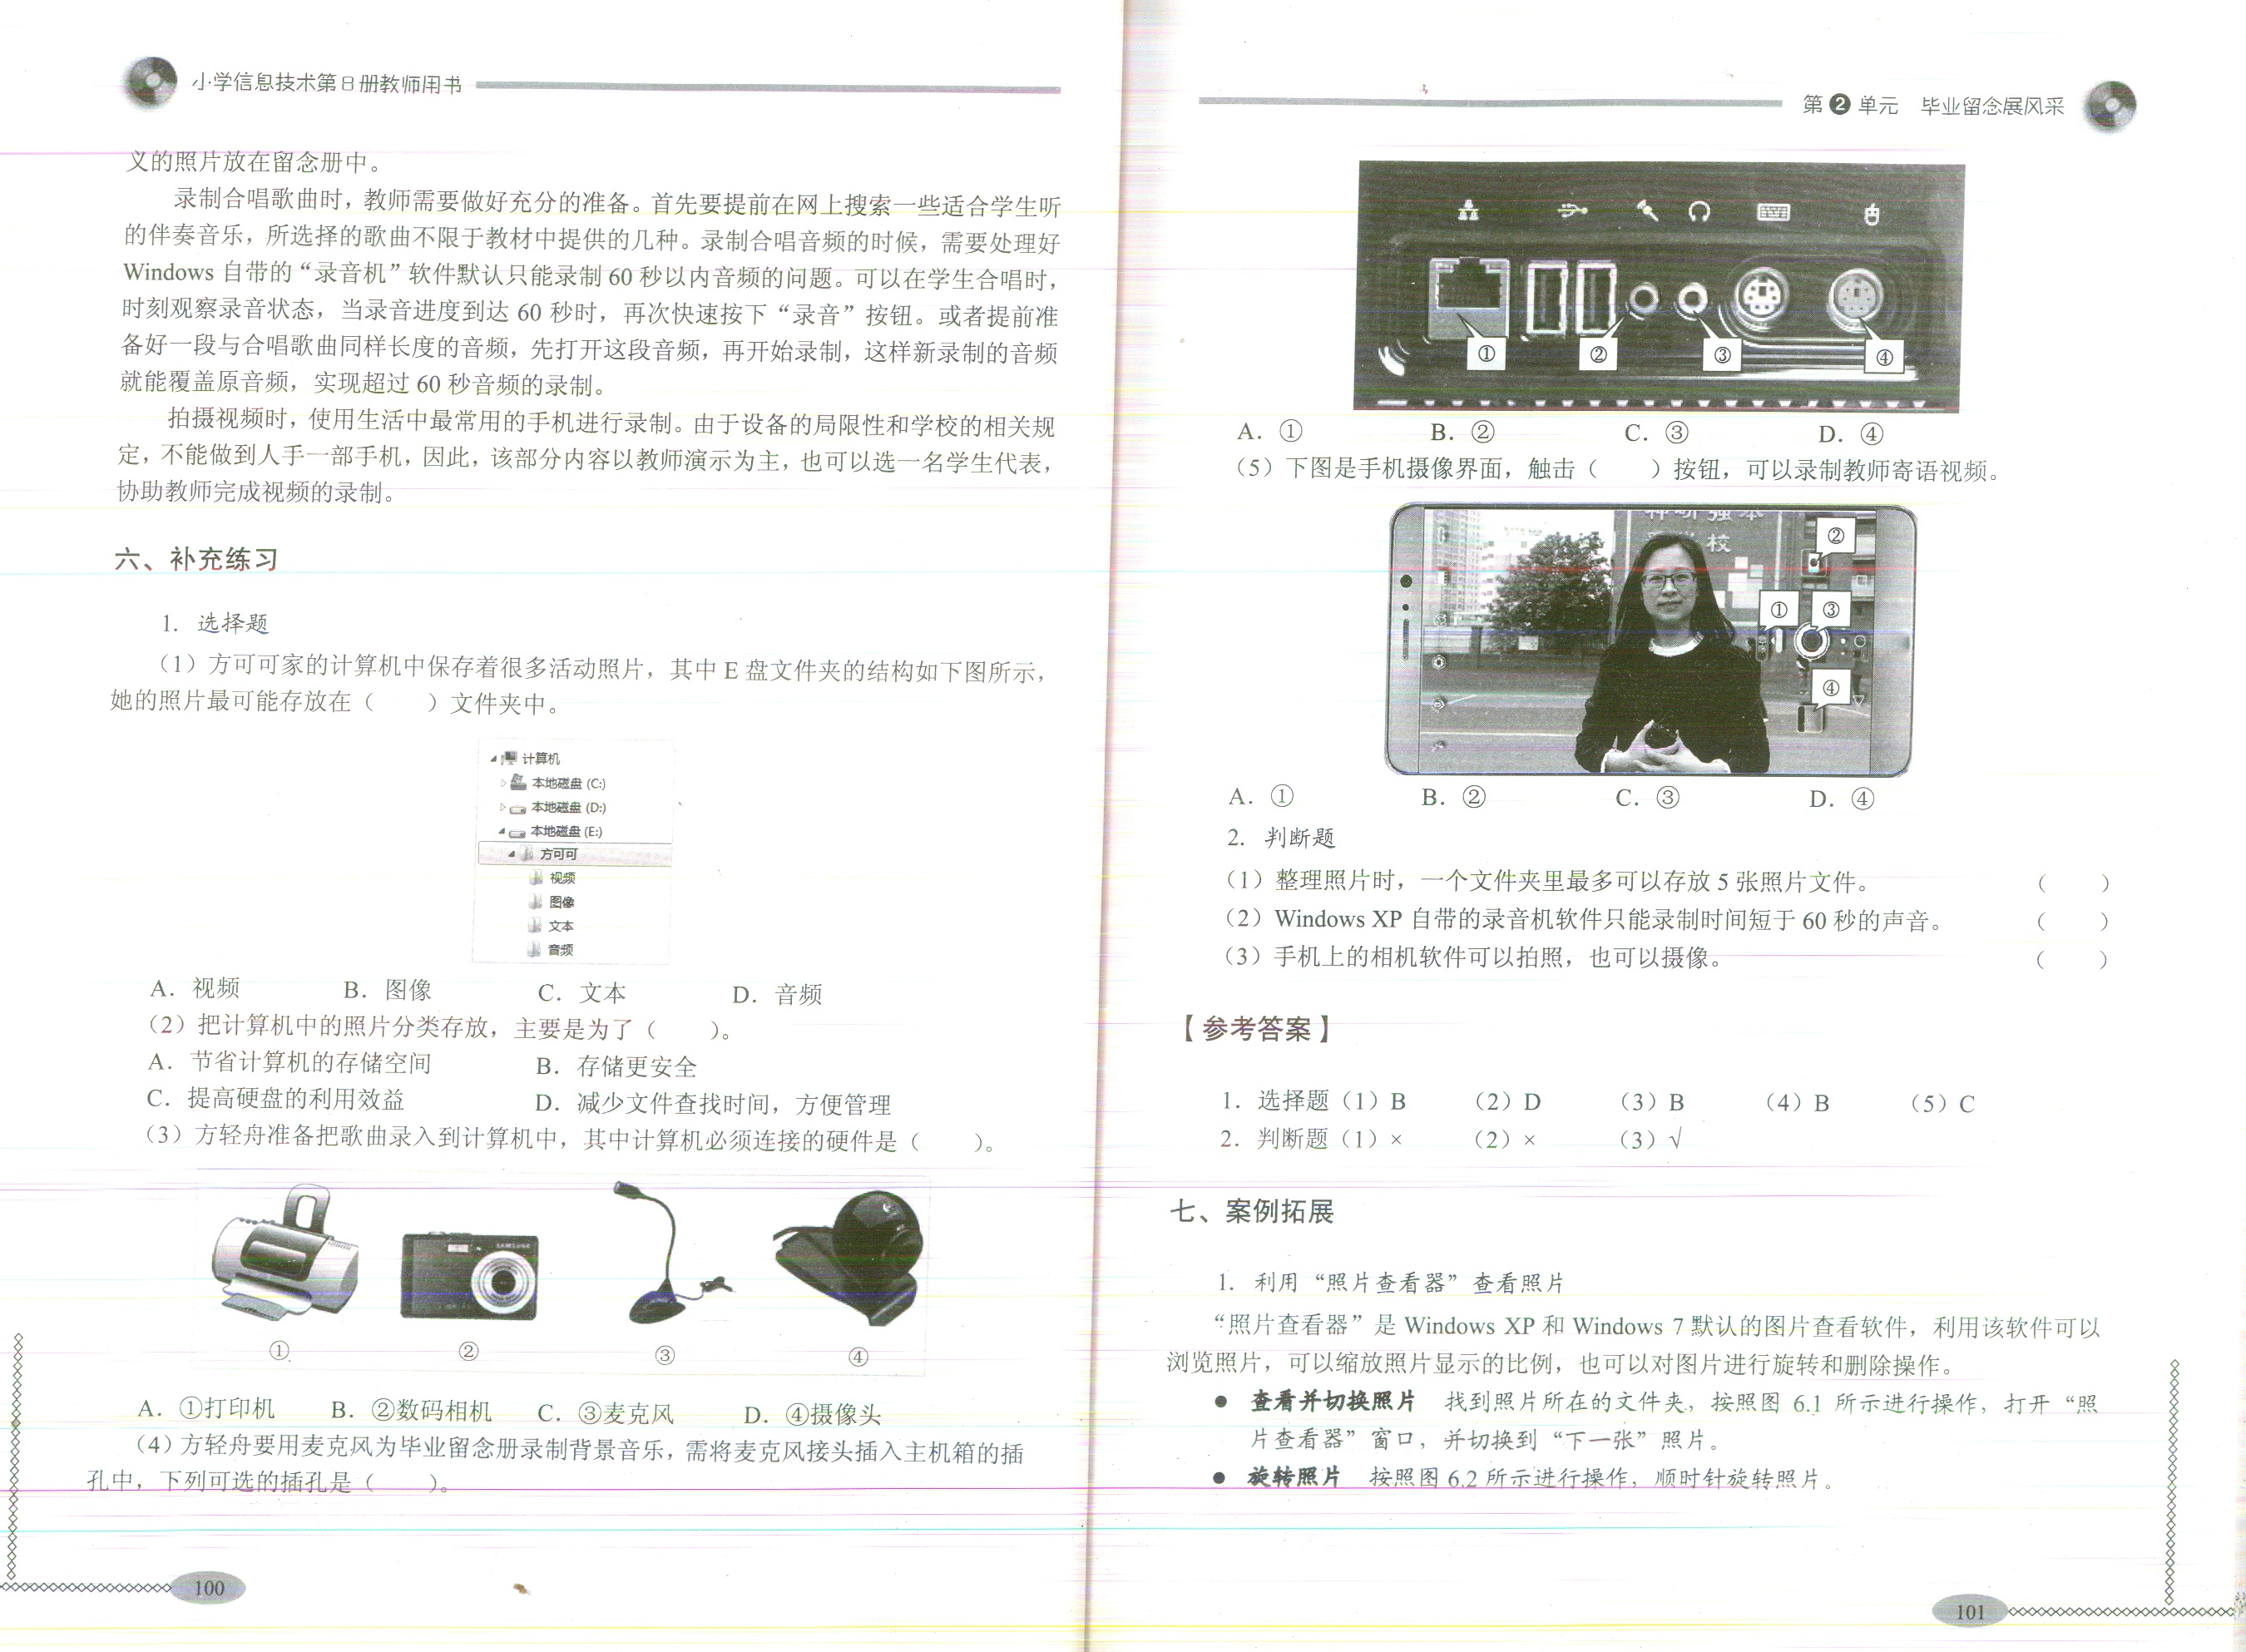 小学信息技术第8册教师用书
义的照片放在留念册中。
录制合唱歌曲时，教师需要做好充分的准备。首先要提前在网上搜索一些适合学生听
的伴奏音乐，所选择的歌曲不限于教材中提供的几种。录制合唱音频的时候，需要处理好
Windows 自带的“录音机”软件默认只能录制 60 秒以内音频的问题。可以在学生合唱时，
时刻观察录音状态，当录音进度到达 60 秒时，再次快速按下“录音”按钮。或者提前准
备好一段与合唱歌曲同样长度的音频，先打开这段音频，再开始录制，这样新录制的音频
就能覆盖原音频，实现超过 60 秒音频的录制。
拍摄视频时，使用生活中最常用的手机进行录制。由于设备的局限性和学校的相关规
定，不能做到人手一部手机，因此，该部分内容以教师演示为主，也可以选一名学生代表，
协助教师完成视频的录制。
六、补充练习
1. 选择题
（1）方可可家的计算机中保存着很多活动照片，其中 E 盘文件夹的结构如下图所示，
她的照片最可能存放在（　　）文件夹中。
计算机
本地磁盘 (C:)
本地磁盘 (D:)
本地磁盘 (E:)
方可可
视频
图像
文本
音频
A. 视频　B. 图像　C. 文本　D. 音频
（2）把计算机中的照片分类存放，主要是为了（　　）。
A. 节省计算机的存储空间　B. 存储更安全
C. 提高硬盘的利用效益　D. 减少文件查找时间，方便管理
（3）方轻舟准备把歌曲录入到计算机中，其中计算机必须连接的硬件是（　　）。
SAMSUNG
①　②　③　④
A. ①打印机　B. ②数码相机　C. ③麦克风　D. ④摄像头
（4）方轻舟要用麦克风为毕业留念册录制背景音乐，需将麦克风接头插入主机箱的插
孔中，下列可选的插孔是（　　）。
100
第2单元　毕业留念展风采
①　②　③　④
A. ①　B. ②　C. ③　D. ④
（5）下图是手机摄像界面，触击（　　）按钮，可以录制教师寄语视频。
校
②
①　③
④
A. ①　B. ②　C. ③　D. ④
2. 判断题
（1）整理照片时，一个文件夹里最多可以存放 5 张照片文件。（　　）
（2）Windows XP 自带的录音机软件只能录制时间短于 60 秒的声音。（　　）
（3）手机上的相机软件可以拍照，也可以摄像。（　　）
【参考答案】
1. 选择题（1）B　（2）D　（3）B　（4）B　（5）C
2. 判断题（1）×　（2）×　（3）√
七、案例拓展
1. 利用“照片查看器”查看照片
“照片查看器”是 Windows XP 和 Windows 7 默认的图片查看软件，利用该软件可以
浏览照片，可以缩放照片显示的比例，也可以对图片进行旋转和删除操作。
● 查看并切换照片　找到照片所在的文件夹，按照图 6.1 所示进行操作，打开“照
片查看器”窗口，并切换到“下一张”照片。
● 旋转照片　按照图 6.2 所示进行操作，顺时针旋转照片。
101